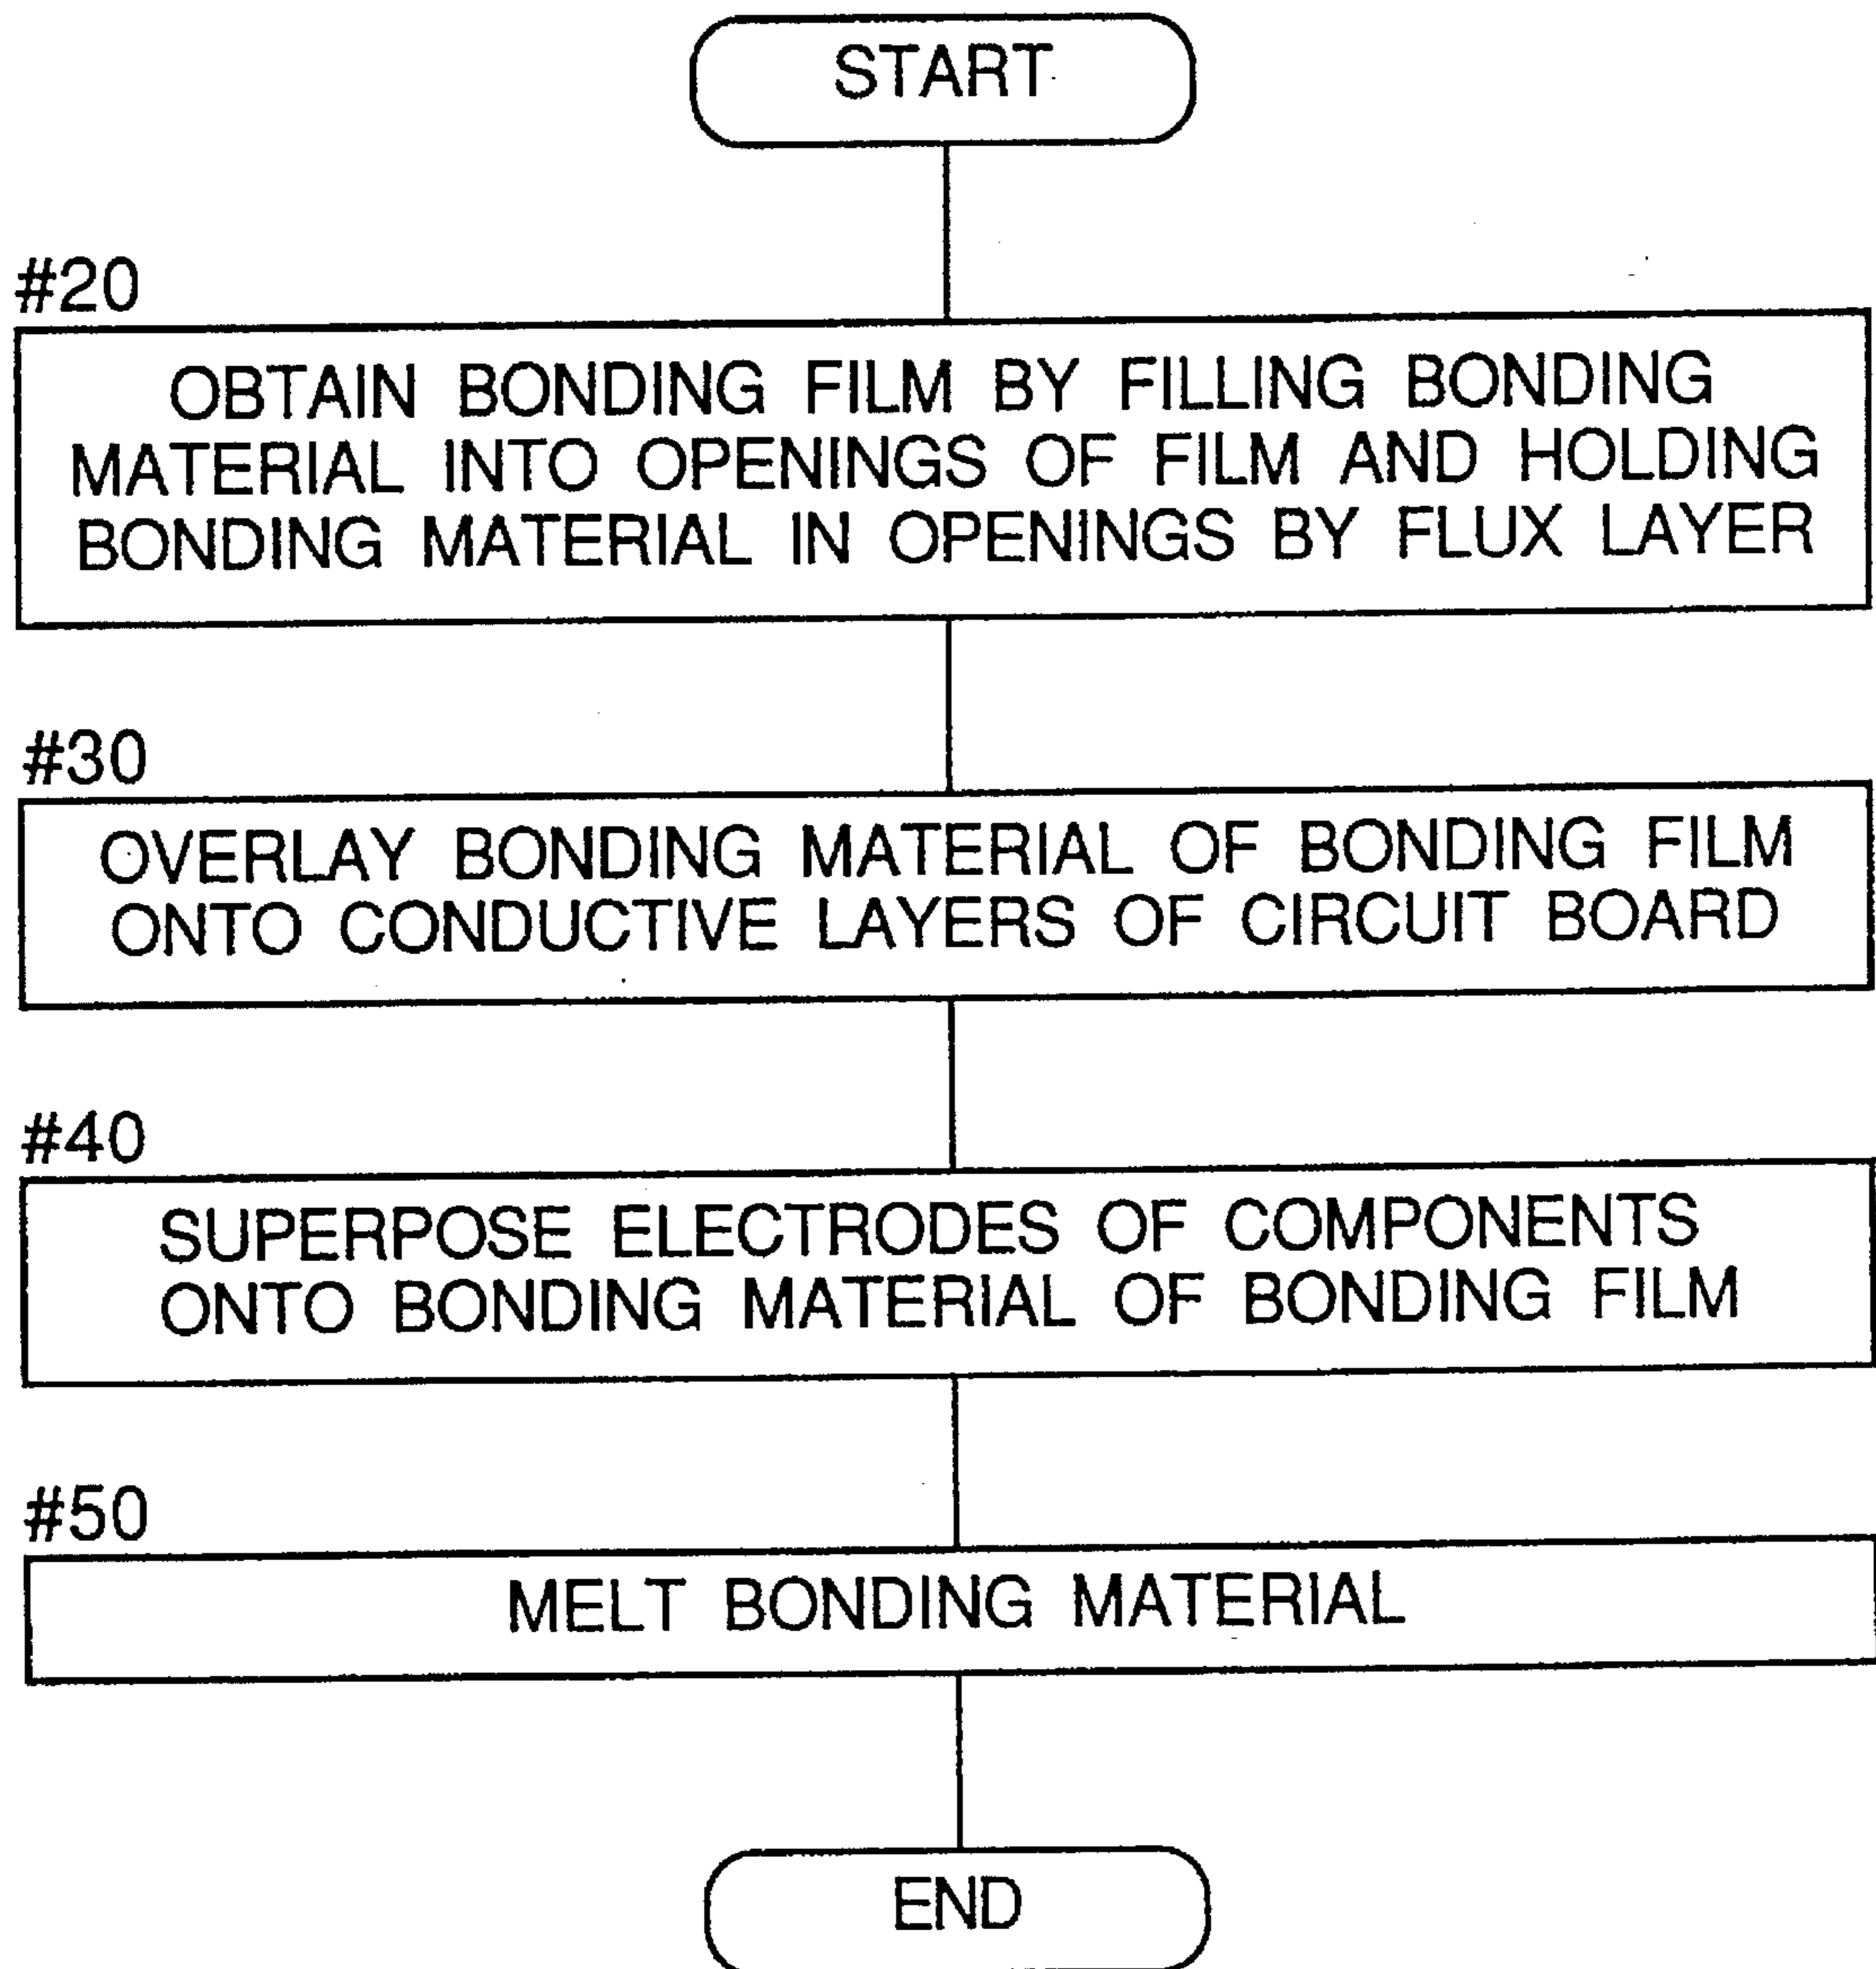 START
#20
OBTAIN BONDING FILM BY FILLING BONDING
MATERIAL INTO OPENINGS OF FILM AND HOLDING
BONDING MATERIAL IN OPENINGS BY FLUX LAYER
#30
OVERLAY BONDING MATERIAL OF BONDING FILM
ONTO CONDUCTIVE LAYERS OF CIRCUIT BOARD
#40
SUPERPOSE ELECTRODES OF COMPONENTS
ONTO BONDING MATERIAL OF BONDING FILM
#50
MELT BONDING MATERIAL
END